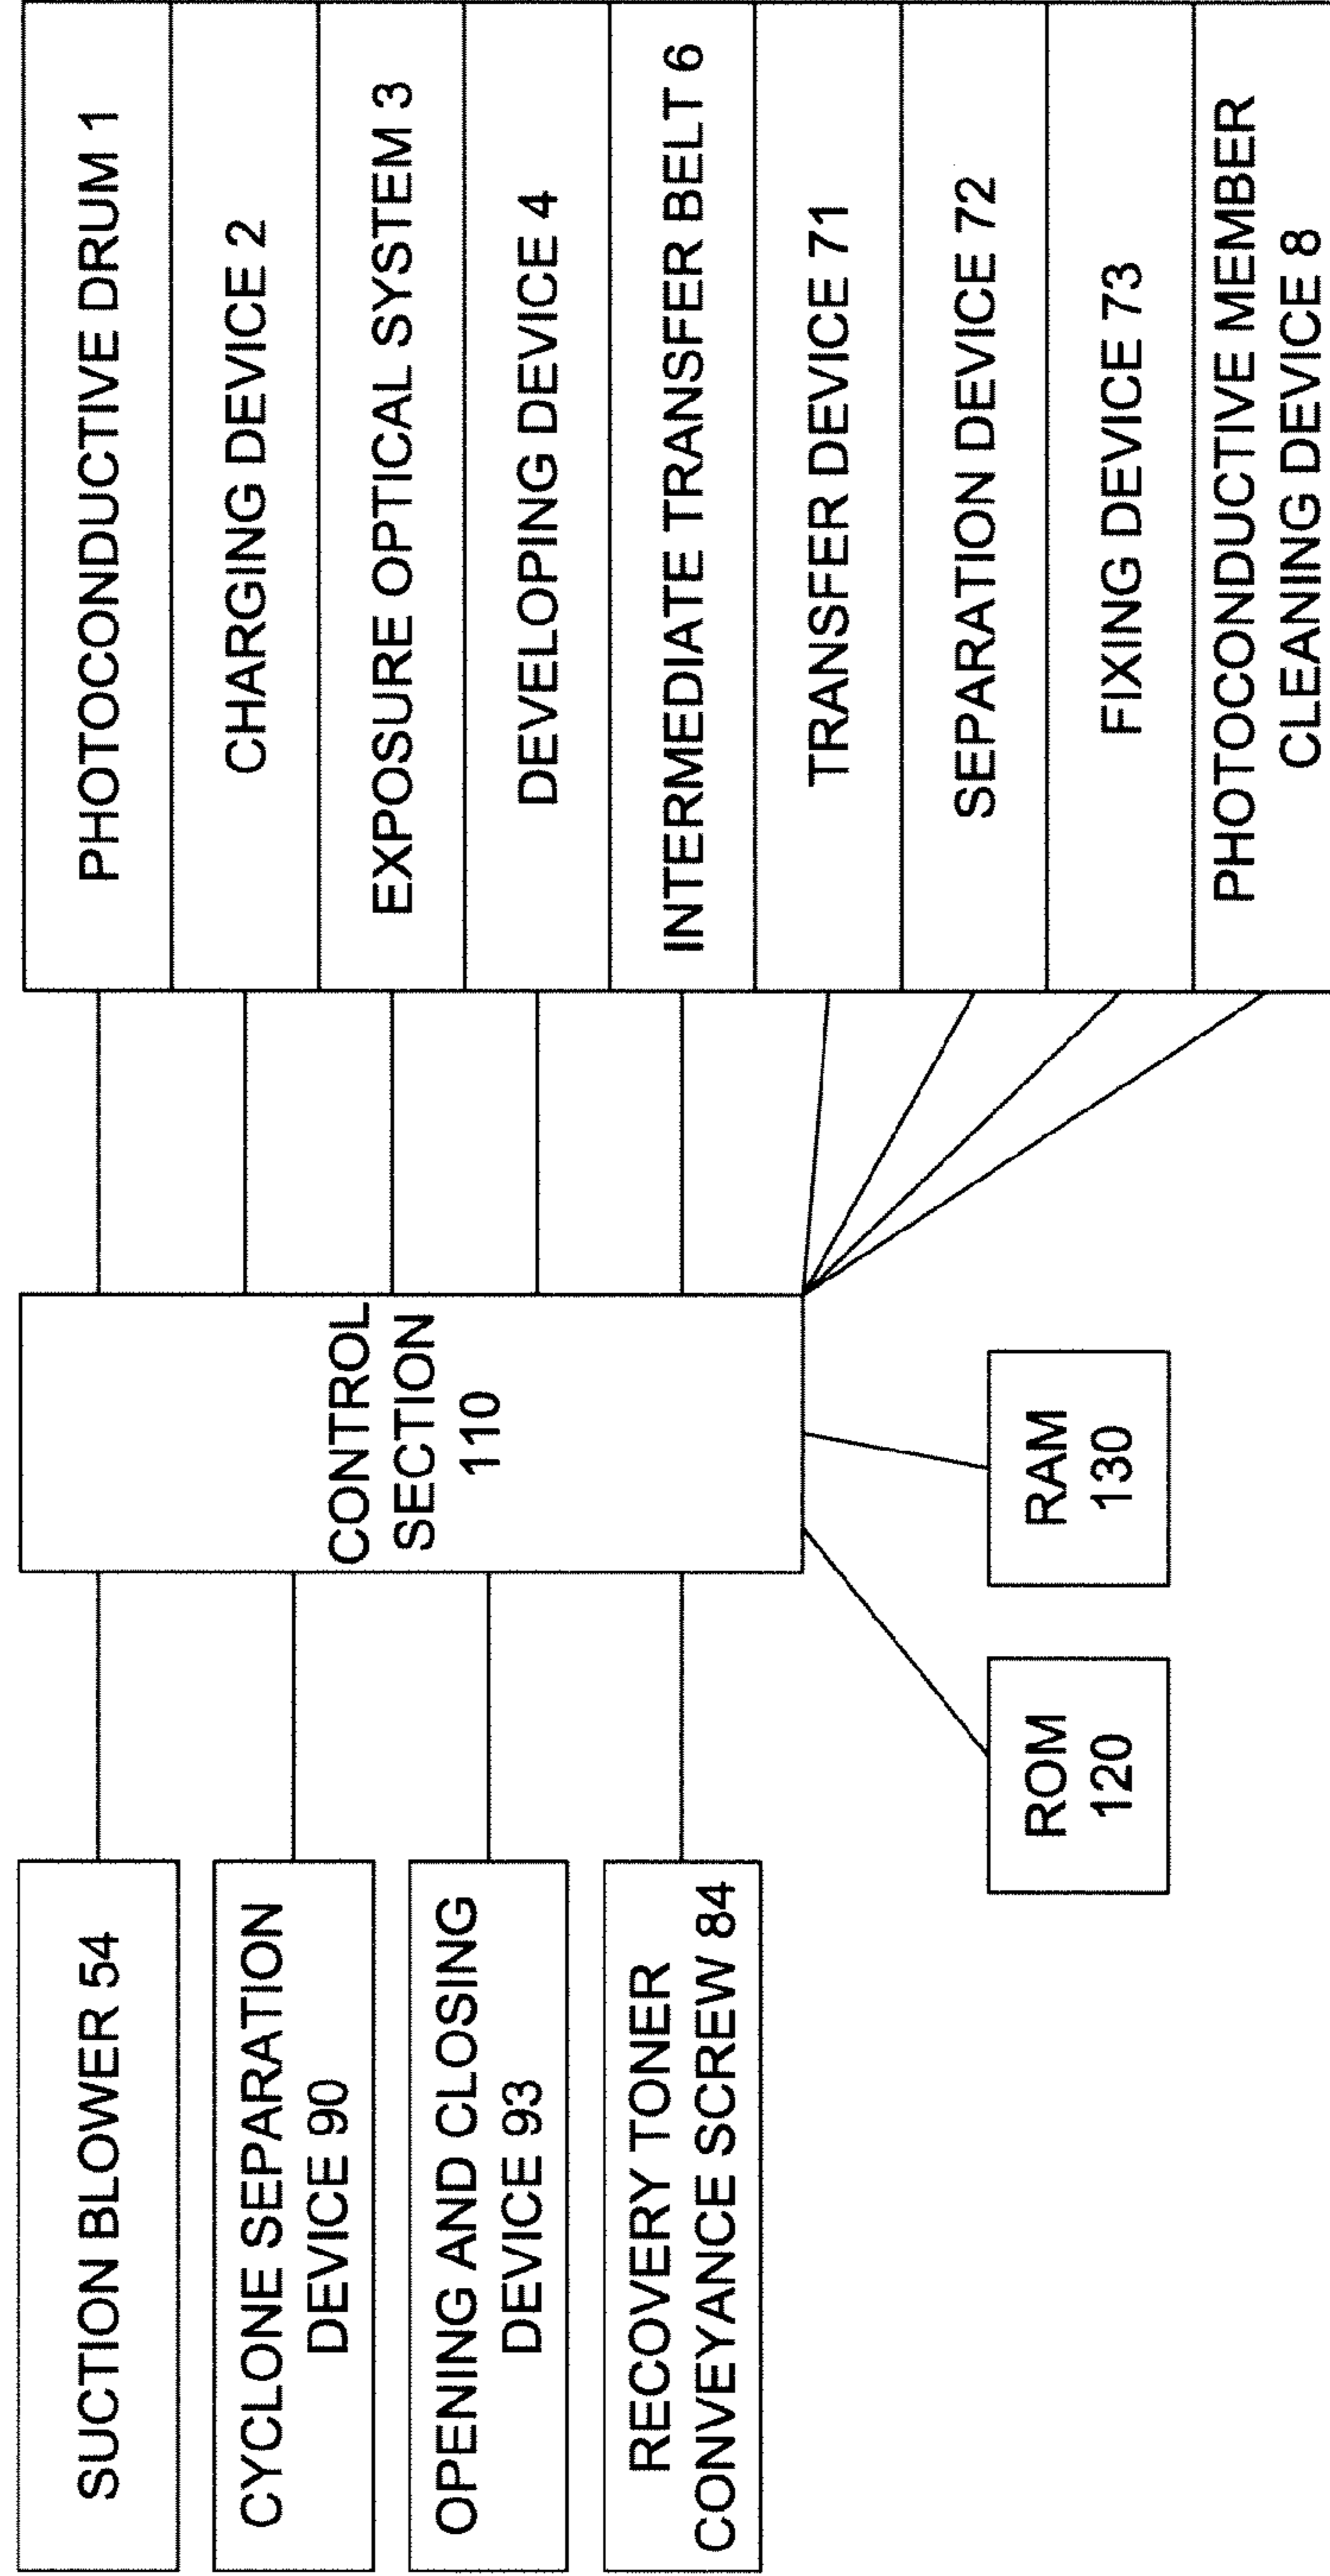 SUCTION BLOWER 54
CYCLONE SEPARATION
DEVICE 90
OPENING AND CLOSING
DEVICE 93
RECOVERY TONER
CONVEYANCE SCREW 84
CONTROL
SECTION
110
ROM
120
RAM
130
PHOTOCONDUCTIVE DRUM 1
CHARGING DEVICE 2
EXPOSURE OPTICAL SYSTEM 3
DEVELOPING DEVICE 4
INTERMEDIATE TRANSFER BELT 6
TRANSFER DEVICE 71
SEPARATION DEVICE 72
FIXING DEVICE 73
PHOTOCONDUCTIVE MEMBER
CLEANING DEVICE 8